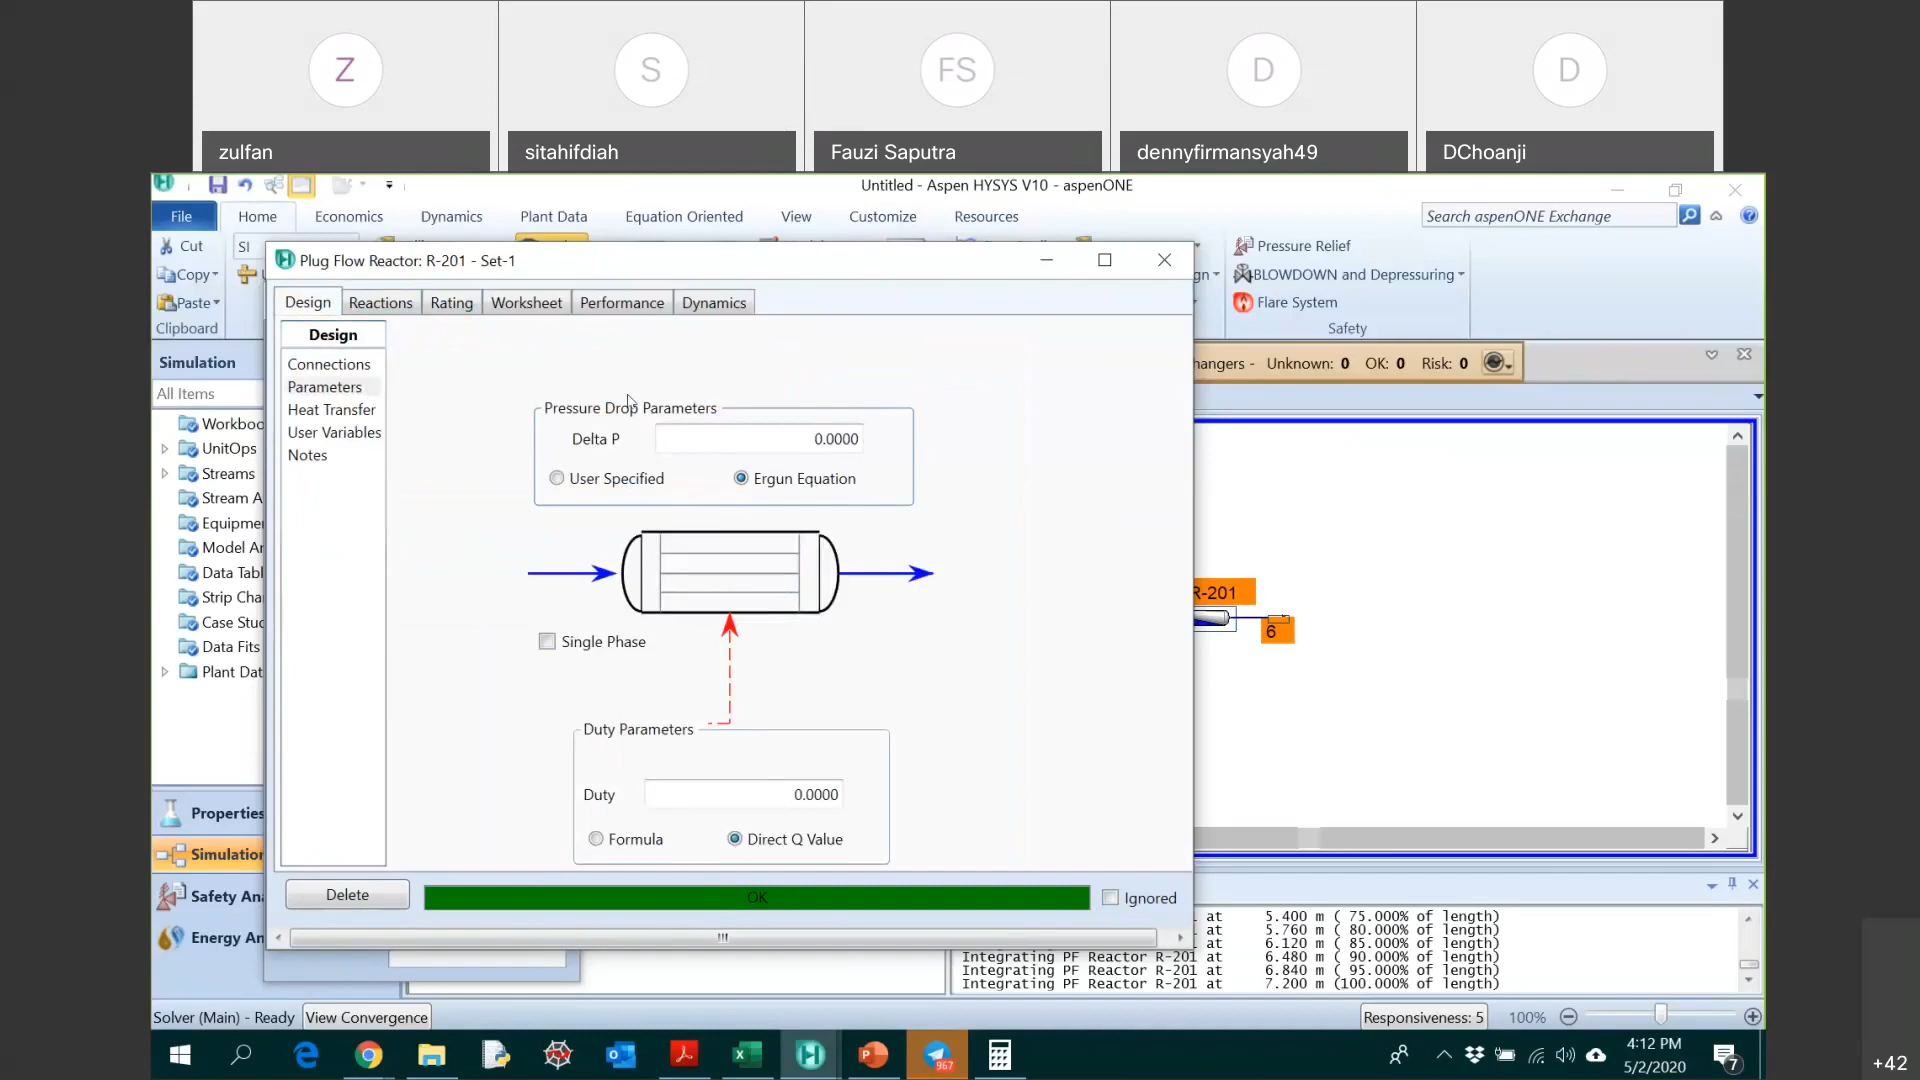 Z
S
FS
D
D
zulfan
sitahifdiah
Fauzi Saputra
dennyfirmansyah49
DChoanji
Untitled - Aspen HYSYS V10 - aspenONE
File
Home
Economics
Dynamics
Plant Data
Equation Oriented
View
Customize
Resources
Search aspenONE Exchange
Cut
SI
Copy
Paste
Clipboard
Pressure Relief
BLOWDOWN and Depressuring
Flare System
Safety
Plug Flow Reactor: R-201 - Set-1
Design
Reactions
Rating
Worksheet
Performance
Dynamics
Design
Connections
Parameters
Heat Transfer
User Variables
Notes
Pressure Drop Parameters
Delta P
0.0000
User Specified
Ergun Equation
Single Phase
Duty Parameters
Duty
0.0000
Formula
Direct Q Value
Delete
OK
Ignored
Simulation
All Items
Workboo
UnitOps
Streams
Stream A
Equipme
Model An
Data Tabl
Strip Cha
Case Stud
Data Fits
Plant Dat
Properties
Simulation
Safety Ana
Energy An
hangers - Unknown: 0 OK: 0 Risk: 0
R-201
6
1 at 5.400 m ( 75.000% of length)
1 at 5.760 m ( 80.000% of length)
1 at 6.120 m ( 85.000% of length)
Integrating PF Reactor R-201 at 6.480 m ( 90.000% of length)
Integrating PF Reactor R-201 at 6.840 m ( 95.000% of length)
Integrating PF Reactor R-201 at 7.200 m (100.000% of length)
Solver (Main) - Ready
View Convergence
Responsiveness: 5
100%
967
4:12 PM
5/2/2020
7
+42